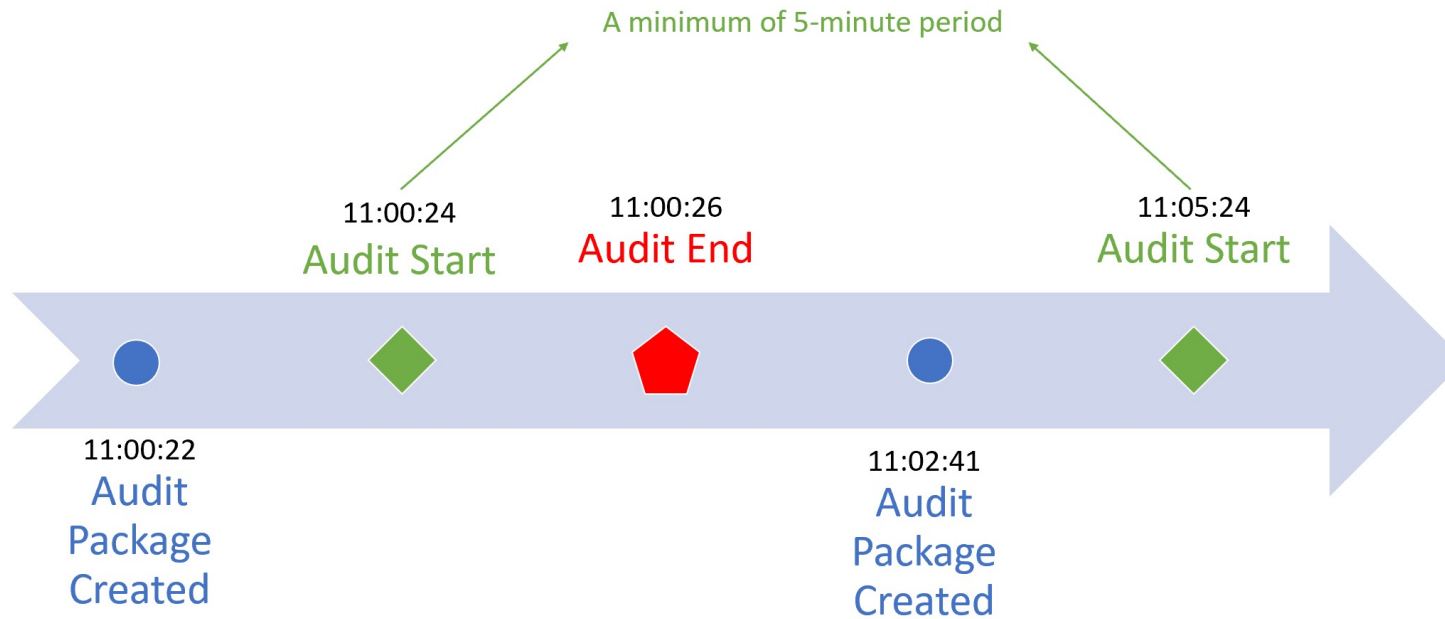 A minimum of 5-minute period
11:00:24
Audit Start
11:00:26
Audit End
11:05:24
Audit Start
11:00:22
Audit
Package
Created
11:02:41
Audit
Package
Created